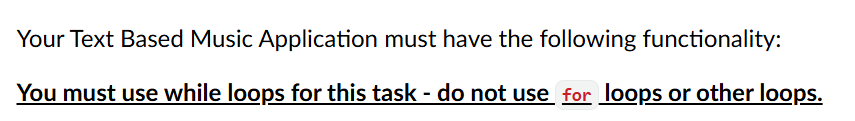 Your Text Based Music Application must have the following functionality:
You must use while loops for this task - do not use for loops or other loops.